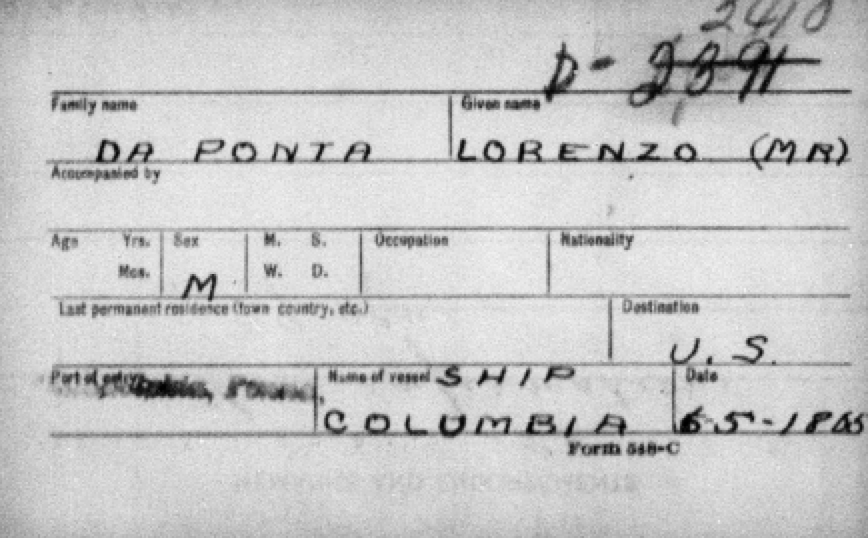 2410
D-2391
Family name Given name
DA PONTA LORENZO (MR)
Accompanied by
Age Yrs. Sex M. S. Occupation Nationality
Mos. M W. D.
Last permanent residence (town country, etc.) Destination
U. S.
Port of entry Name of vessel SHIP Date
COLUMBIA 6-5-1805
Form 548-C